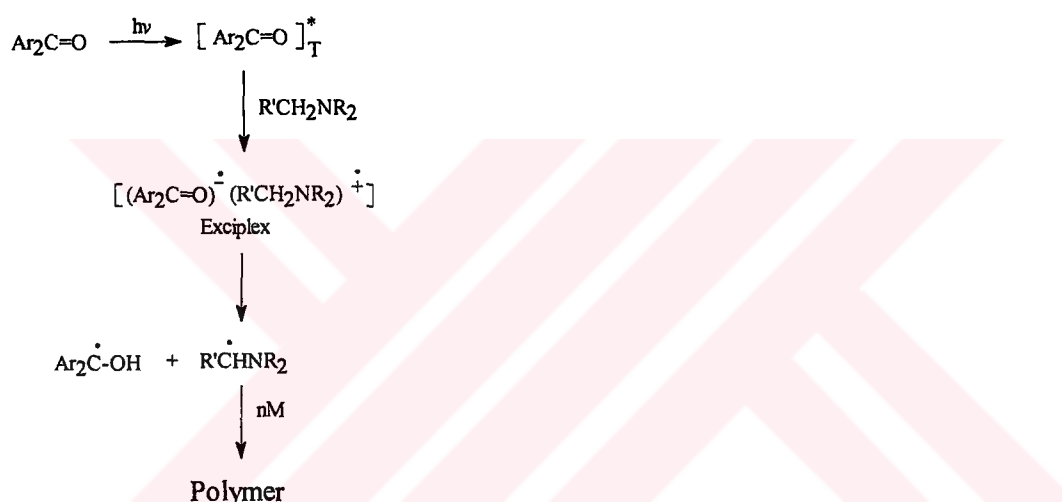 Ar2C=O hν [ Ar2C=O ]*T
R'CH2NR2
[(Ar2C=O)•− (R'CH2NR2) •+]
Exciplex
Ar2Ċ-OH + R'ĊHNR2
nM
Polymer